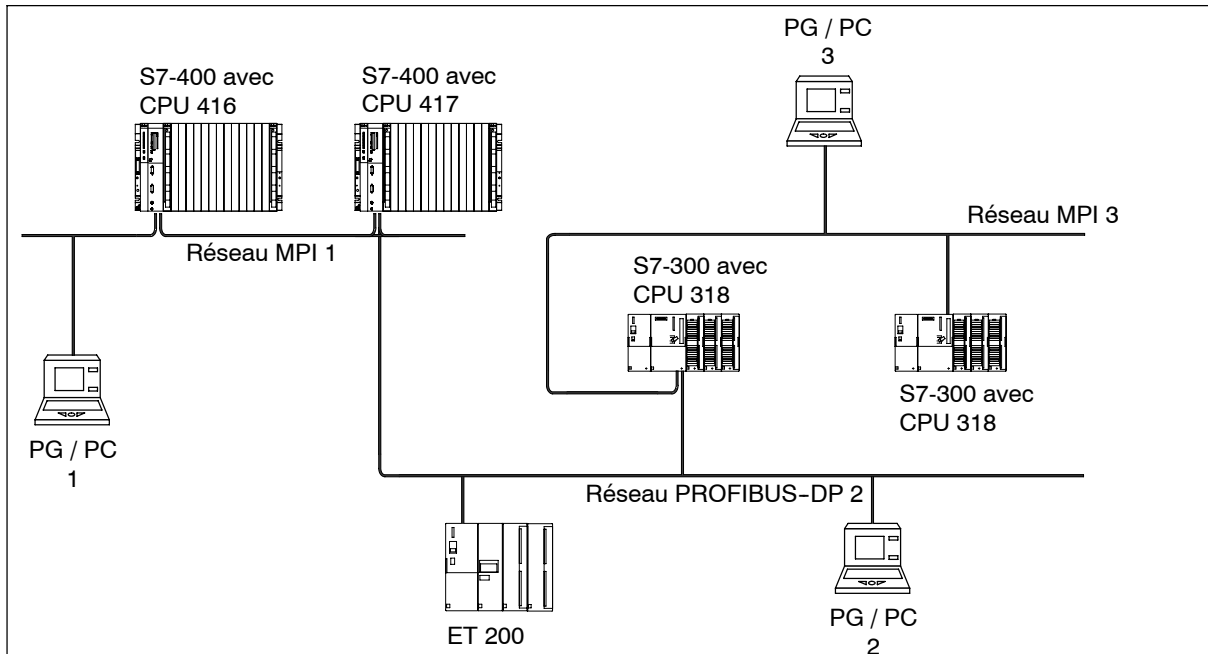 PG / PC
3
S7-400 avec
CPU 416
S7-400 avec
CPU 417
Réseau MPI 3
Réseau MPI 1
S7-300 avec
CPU 318
S7-300 avec
CPU 318
PG / PC
1
Réseau PROFIBUS-DP 2
ET 200
PG / PC
2